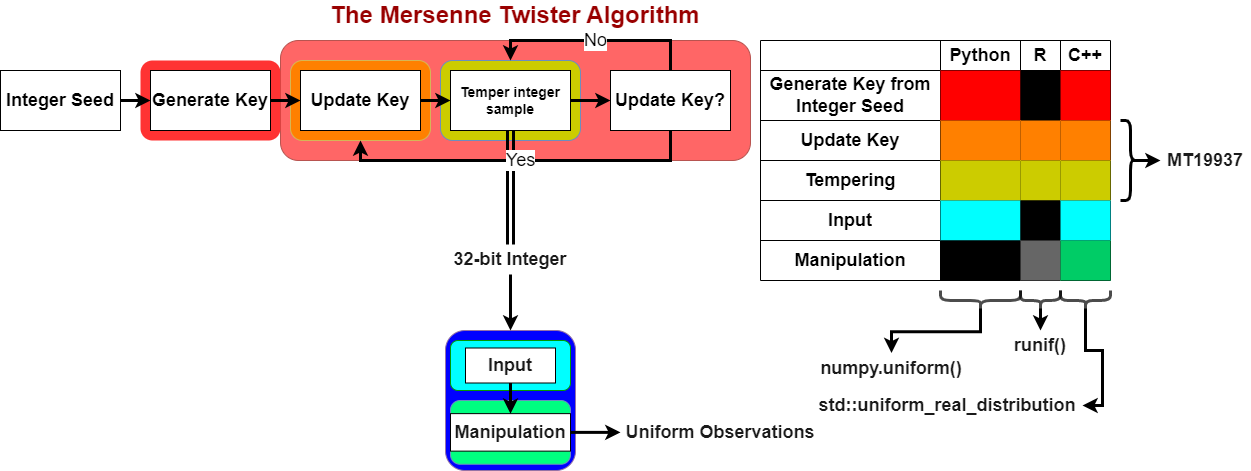 The Mersenne Twister Algorithm
No
Integer Seed
Generate Key
Update Key
Temper integer
sample
Update Key?
Yes
32-bit Integer
Input
Manipulation
Uniform Observations
Python
R
C++
Generate Key from
Integer Seed
Update Key
Tempering
Input
Manipulation
MT19937
runif()
numpy.uniform()
std::uniform_real_distribution